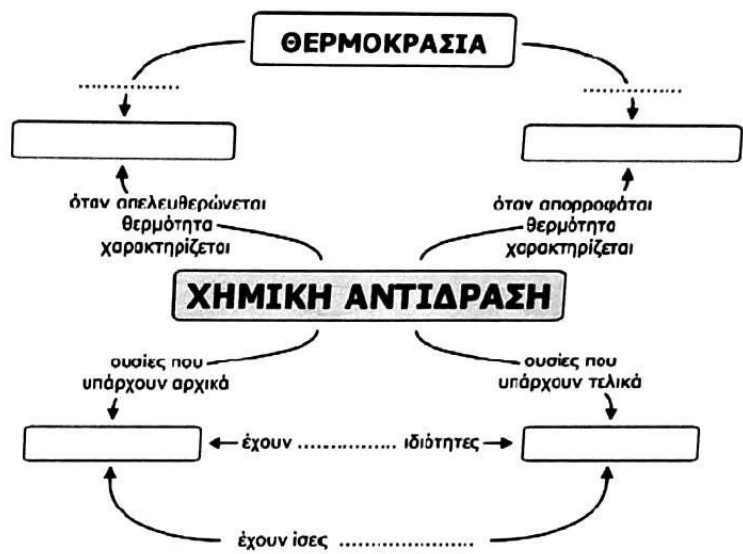 ΘΕΡΜΟΚΡΑΣΙΑ
.................
.................
όταν απελευθερώνεται
θερμότητα
χαρακτηρίζεται
όταν απορροφάται
θερμότητα
χαρακτηρίζεται
ΧΗΜΙΚΗ ΑΝΤΙΔΡΑΣΗ
ουσίες που
υπάρχουν αρχικά
ουσίες που
υπάρχουν τελικά
έχουν ................. ιδιότητες
έχουν ίσες .......................